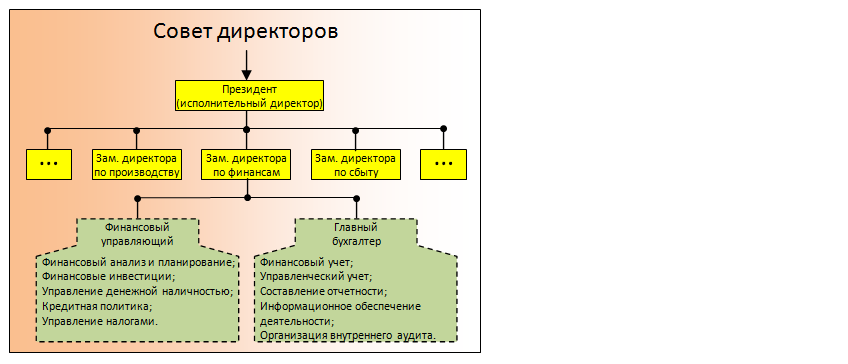 Совет директоров
Президент
(исполнительный директор)
...
Зам. директора
по производству
Зам. директора
по финансам
Зам. директора
по сбыту
...
Финансовый
управляющий
Финансовый анализ и планирование;
Финансовые инвестиции;
Управление денежной наличностью;
Кредитная политика;
Управление налогами.
Главный
бухгалтер
Финансовый учет;
Управленческий учет;
Составление отчетности;
Информационное обеспечение
деятельности;
Организация внутреннего аудита.